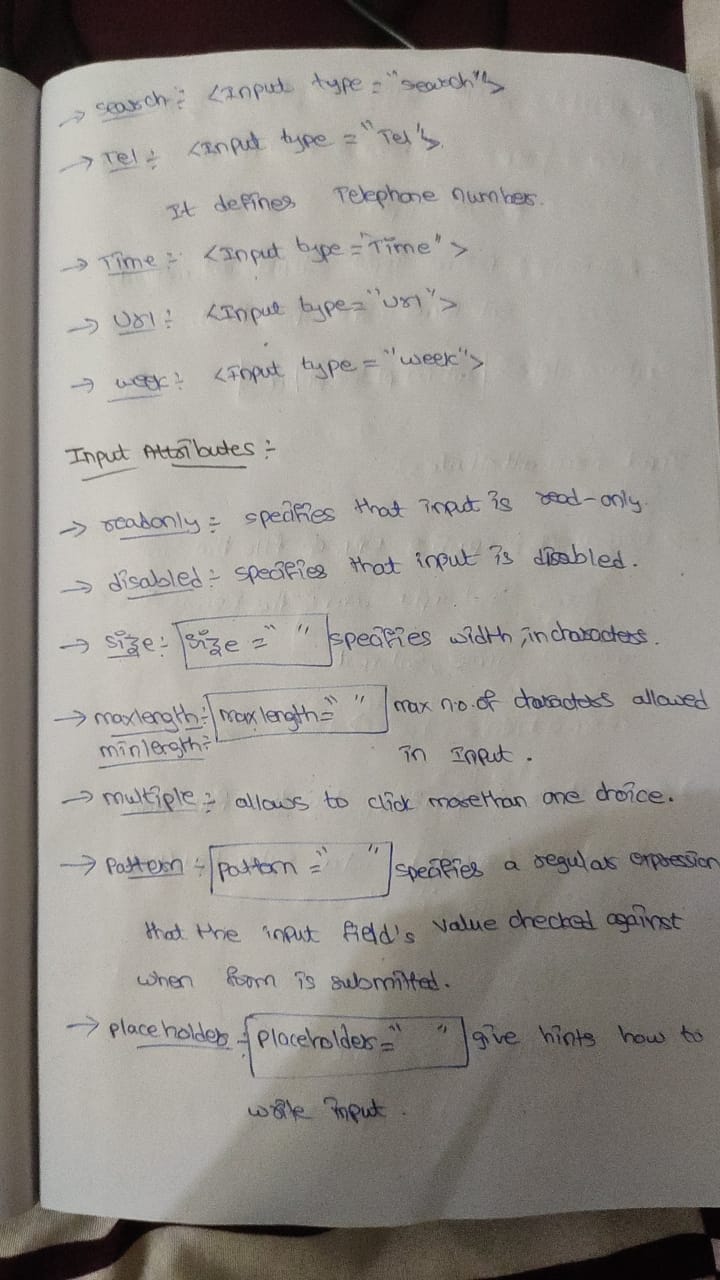 → search :- <Input type = "search">
→ Tel :- <Input type = "Tel">
It defines Telephone number.
→ Time :- <Input type = "Time">
→ Url :- <Input type = "url">
→ week :- <Input type = "week">
Input Attributes :-
→ readonly :- specifies that input is read-only.
→ disabled :- specifies that input is disabled.
→ size :- size = " " specifies width, in characters.
→ maxlength :- maxlength = " " max no. of characters allowed
minlength :- in Input.
→ multiple :- allows to click morethan one choice.
→ Pattern :- pattern = " " specifies a regular expression
that the input field's value checked against
when form is submitted.
→ placeholder :- placeholder = " " give hints how to
write input.